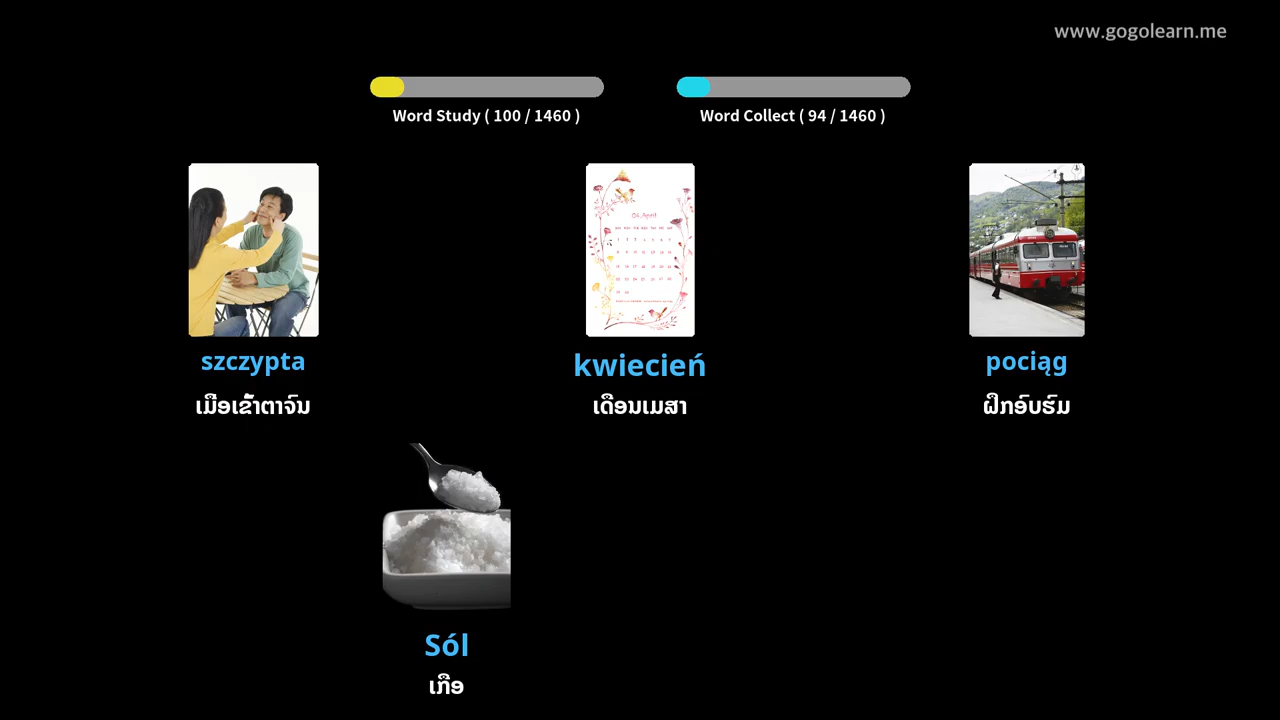 www.gogolearn.me
Word Study ( 100 / 1460 )
Word Collect ( 94 / 1460 )
04. April
szczypta
kwiecień
pociąg
ເມື່ອເຂົ້າຕາຈົນ
ເດືອນເມສາ
ຝຶກອົບຮົມ
Sól
ເກືອ